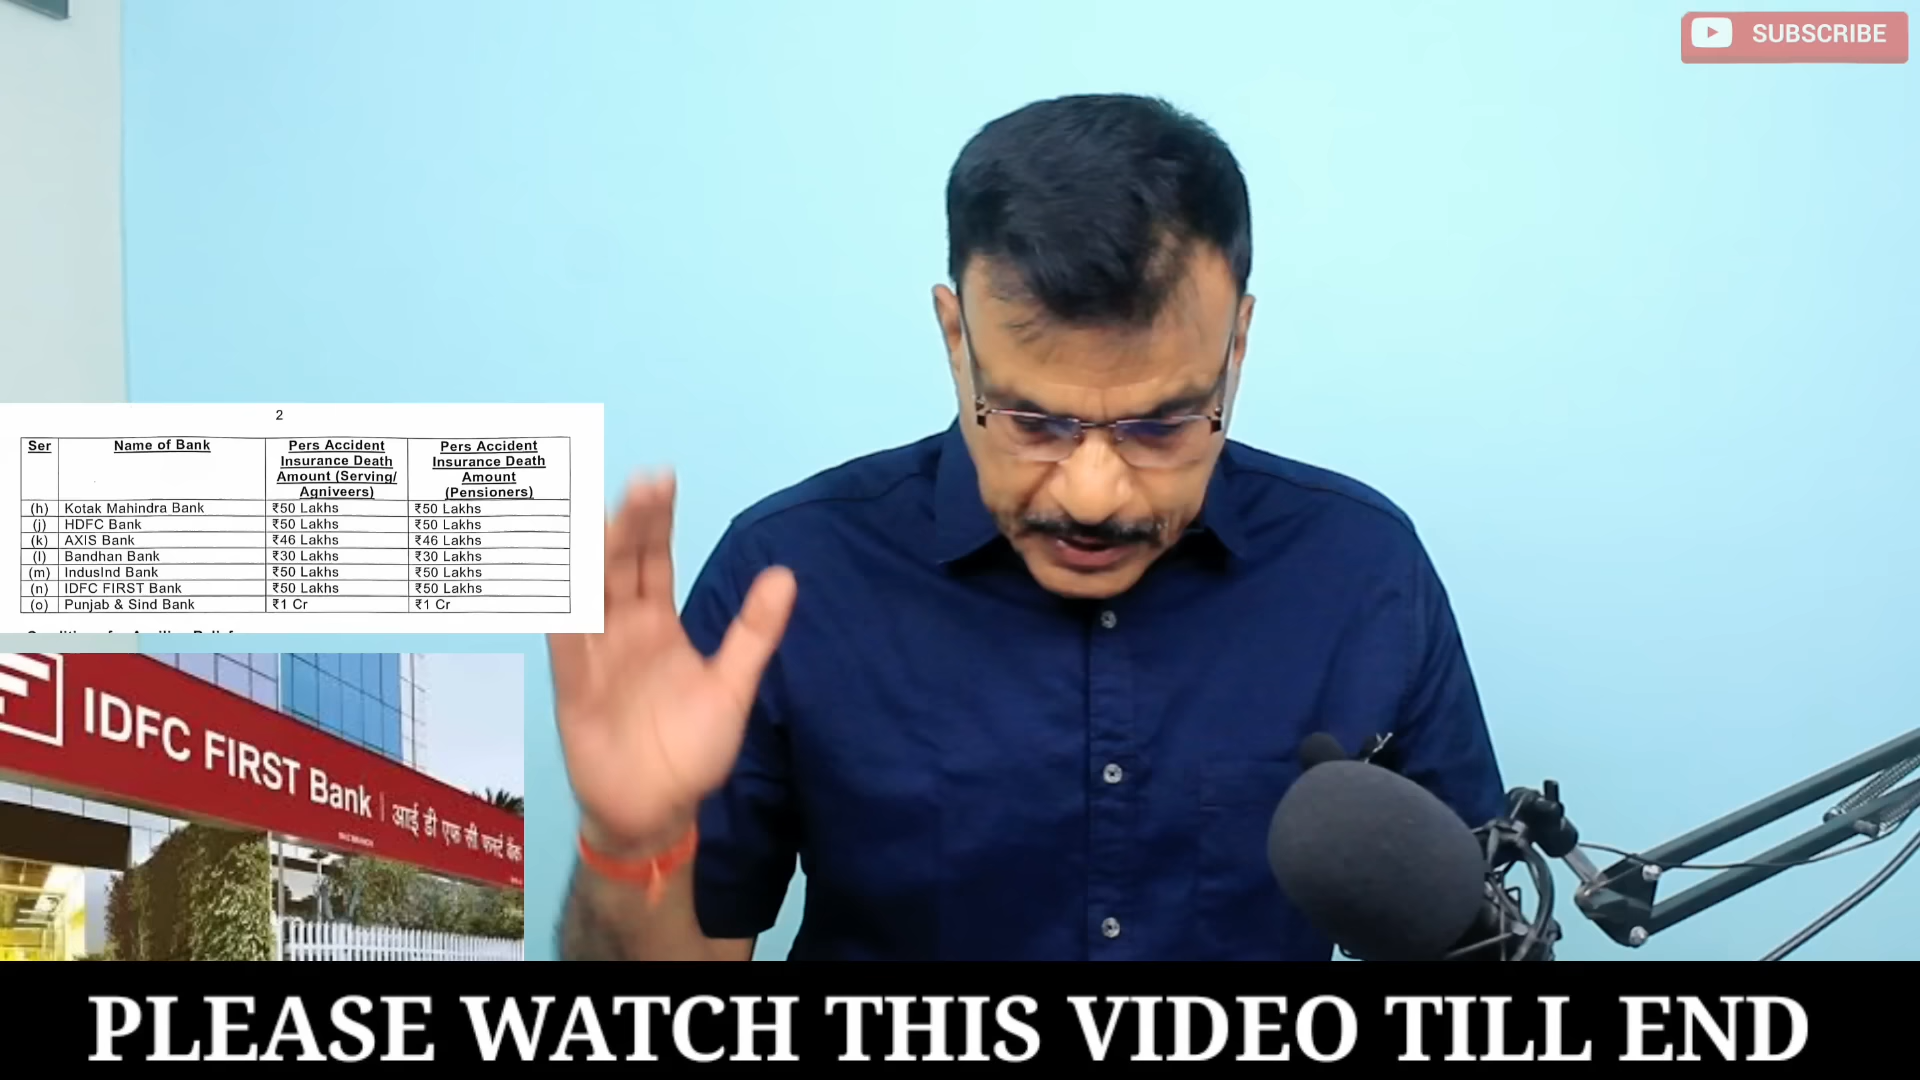 SUBSCRIBE
2
Ser Name of Bank Pers Accident Insurance Death Amount (Serving/ Agniveers) Pers Accident Insurance Death Amount (Pensioners)
(h) Kotak Mahindra Bank ₹50 Lakhs ₹50 Lakhs
(j) HDFC Bank ₹50 Lakhs ₹50 Lakhs
(k) AXIS Bank ₹46 Lakhs ₹46 Lakhs
(l) Bandhan Bank ₹30 Lakhs ₹30 Lakhs
(m) IndusInd Bank ₹50 Lakhs ₹50 Lakhs
(n) IDFC FIRST Bank ₹50 Lakhs ₹50 Lakhs
(o) Punjab & Sind Bank ₹1 Cr ₹1 Cr
IDFC FIRST Bank | आई डी एफ सी फर्स्ट बैंक
PLEASE WATCH THIS VIDEO TILL END